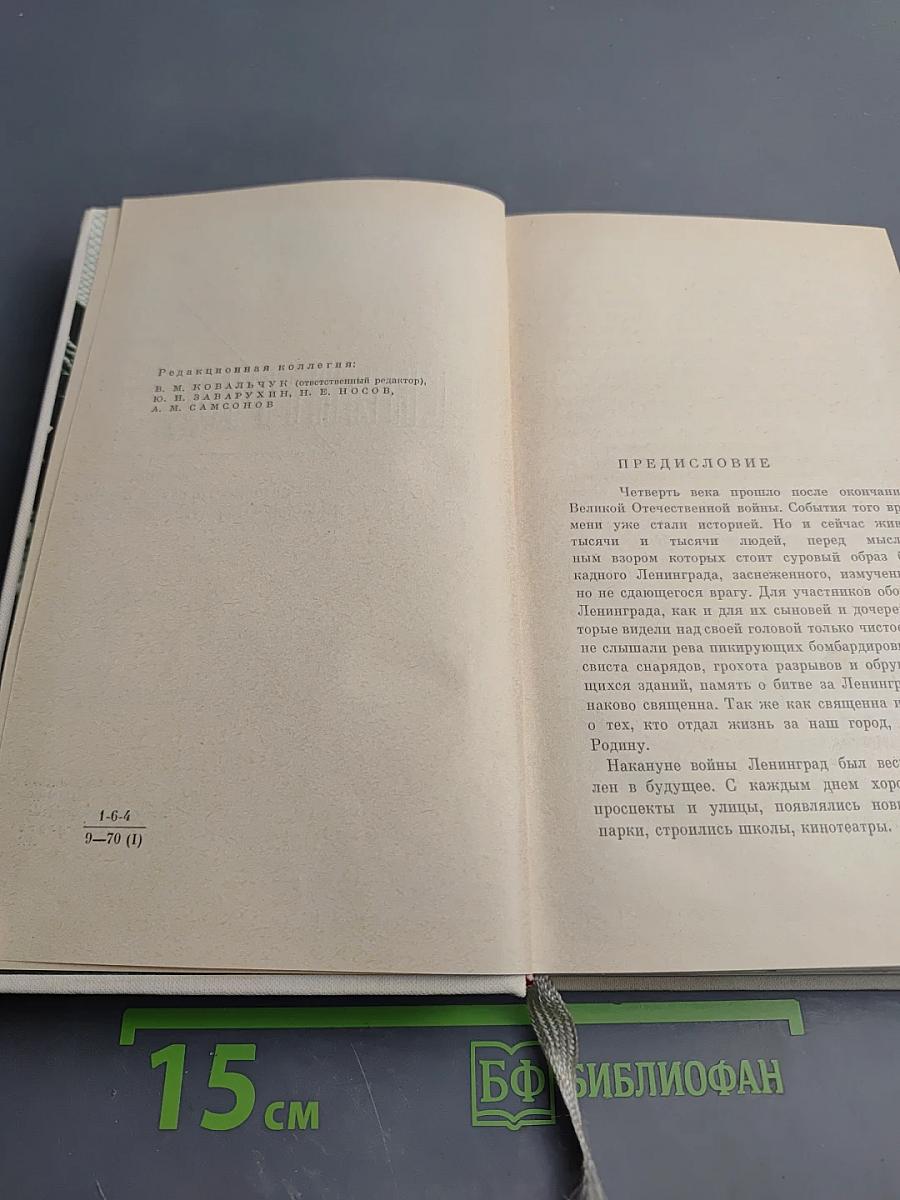 Редакционная коллегия:
В. М. КОВАЛЬЧУК (ответственный редактор),
Ю. Н. ЗАВАРУХИН, Н. Е. НОСОВ,
А. М. САМСОНОВ
1-6-4
9—70 (I)
ПРЕДИСЛОВИЕ
Четверть века прошло после окончани
Великой Отечественной войны. События того вр
мени уже стали историей. Но и сейчас жив
тысячи и тысячи людей, перед мысл
ным взором которых стоит суровый образ
кадного Ленинграда, заснеженного, измучен
но не сдающегося врагу. Для участников обо
Ленинграда, как и для их сыновей и дочере
торые видели над своей головой только чистое
не слышали рева пикирующих бомбардиров
свиста снарядов, грохота разрывов и обру
щихся зданий, память о битве за Ленингр
наково священна. Так же как священна
о тех, кто отдал жизнь за наш город,
Родину.
Накануне войны Ленинград был вес
лен в будущее. С каждым днем хоро
проспекты и улицы, появлялись нов
парки, строились школы, кинотеатры.
15 см
БФ БИБЛИОФАН